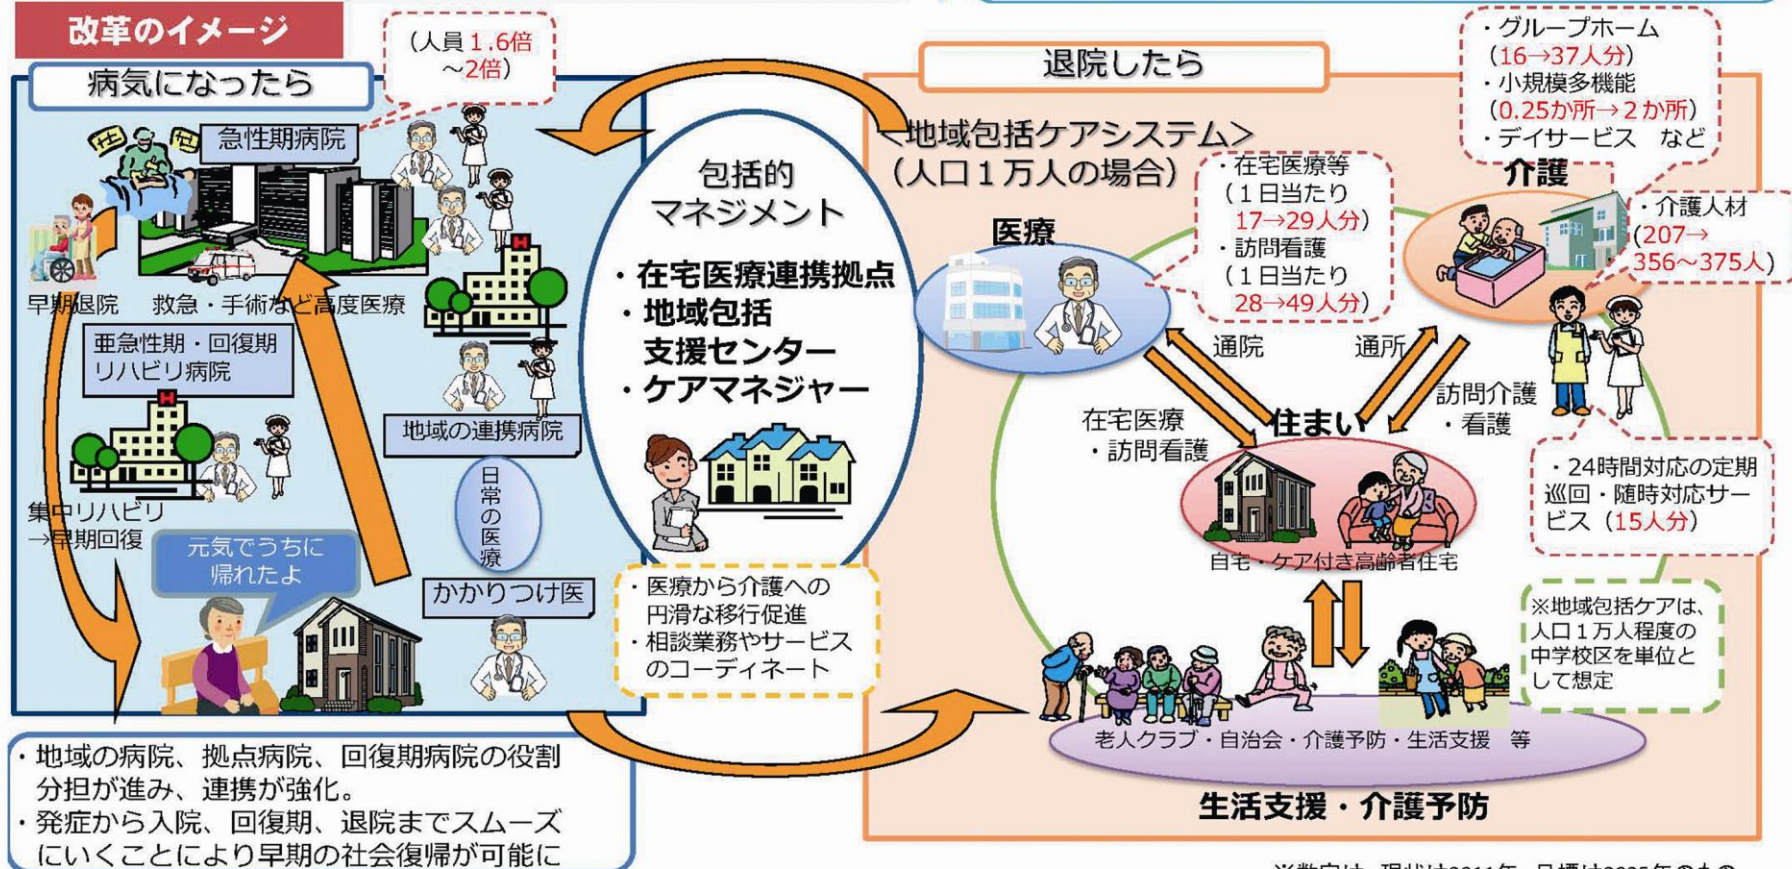 改革のイメージ
(人員1.6倍
～2倍)
病気になったら
急性期病院
早期退院
救急・手術など高度医療
亜急性期・回復期
リハビリ病院
地域の連携病院
集中リハビリ
→早期回復
日常の医療
元気でうちに
帰れたよ
かかりつけ医
・地域の病院、拠点病院、回復期病院の役割
分担が進み、連携が強化。
・発症から入院、回復期、退院までスムーズ
にいくことにより早期の社会復帰が可能に
包括的
マネジメント
・在宅医療連携拠点
・地域包括
支援センター
・ケアマネジャー
・医療から介護への
円滑な移行促進
・相談業務やサービス
のコーディネート
退院したら
<地域包括ケアシステム>
(人口1万人の場合)
医療
・在宅医療等
(1日当たり
17→29人分)
・訪問看護
(1日当たり
28→49人分)
・グループホーム
(16→37人分)
・小規模多機能
(0.25か所→2か所)
・デイサービス など
介護
・介護人材
(207→
356～375人)
通院
通所
在宅医療
・訪問看護
訪問介護
・看護
住まい
自宅・ケア付き高齢者住宅
・24時間対応の定期
巡回・随時対応サー
ビス(15人分)
※地域包括ケアは、
人口1万人程度の
中学校区を単位と
して想定
老人クラブ・自治会・介護予防・生活支援 等
生活支援・介護予防